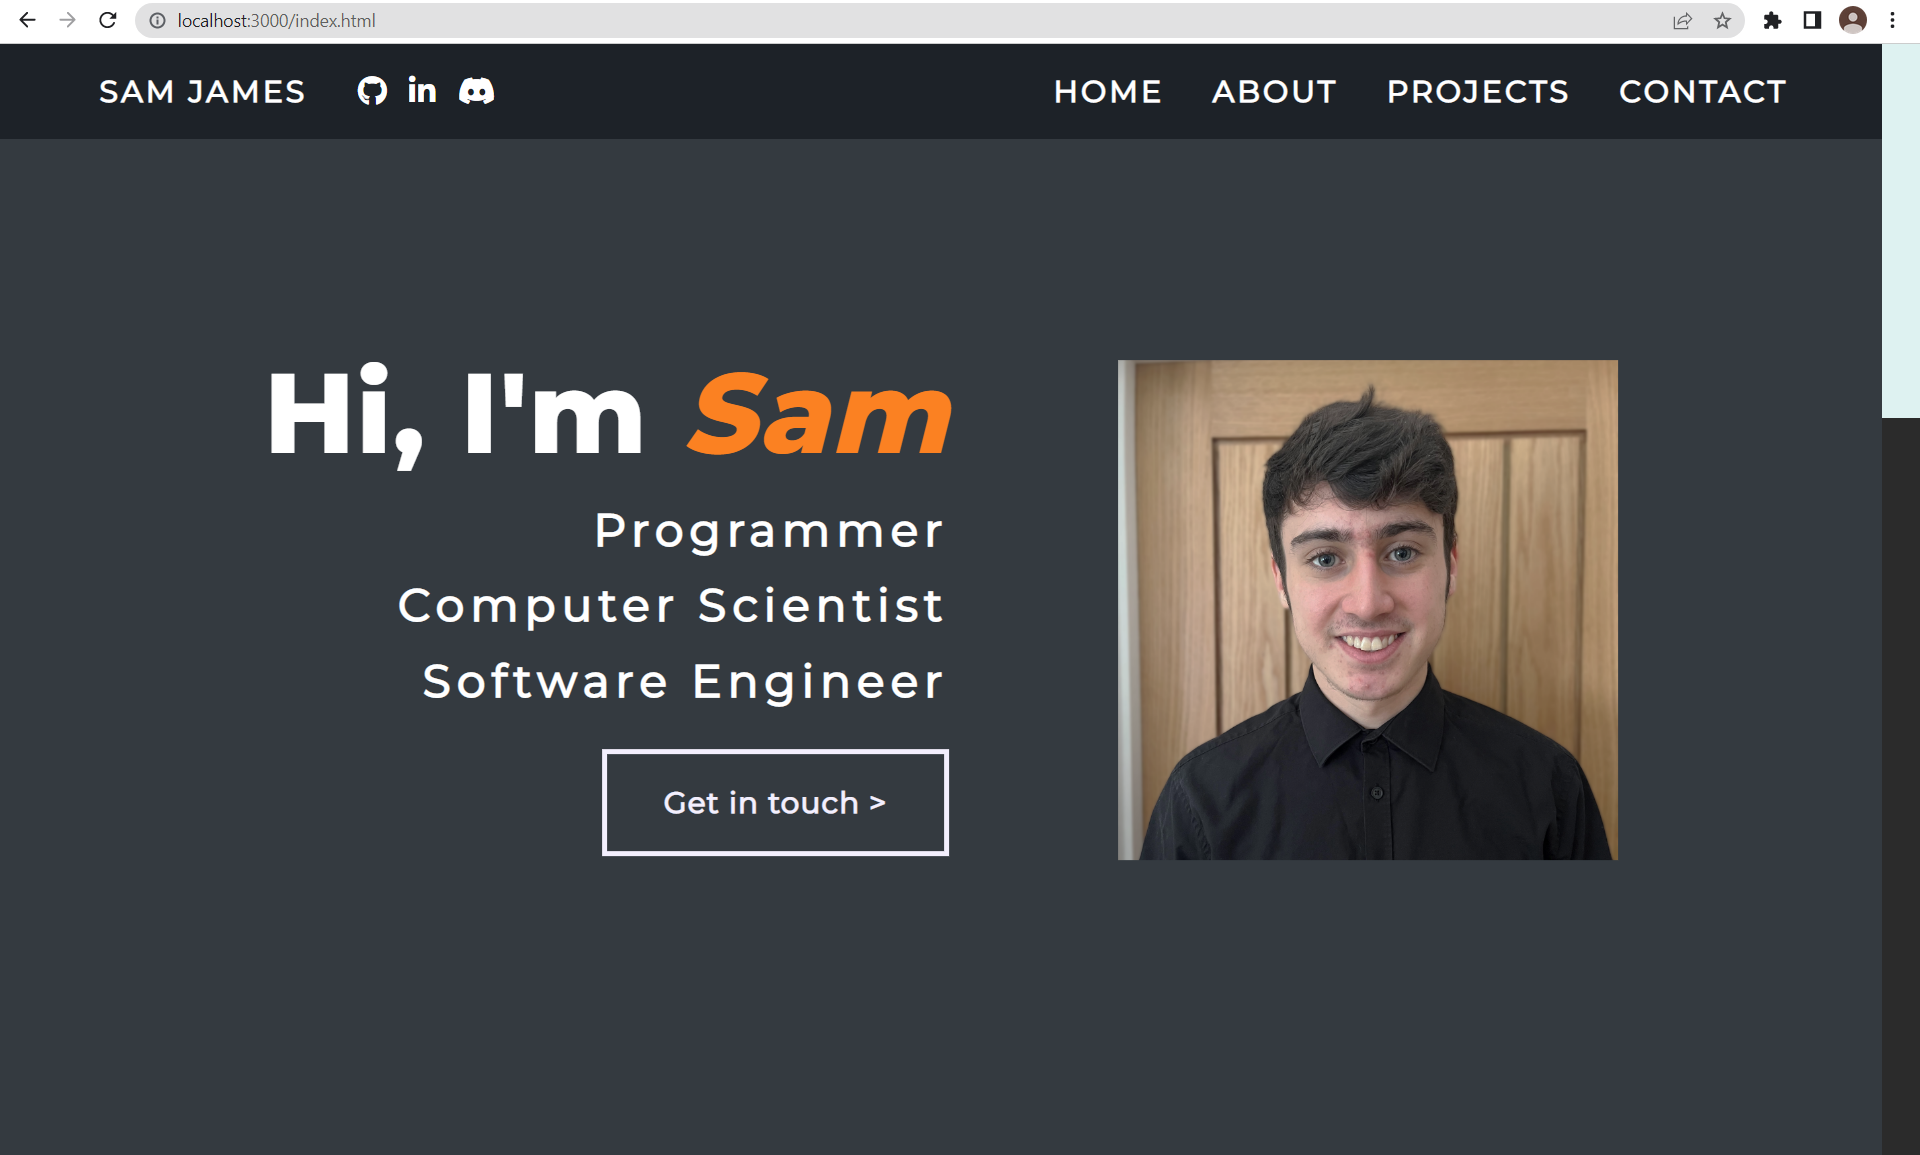 localhost:3000/index.html
SAM JAMES in HOME ABOUT PROJECTS CONTACT
Hi, I'm Sam
Programmer
Computer Scientist
Software Engineer
Get in touch >